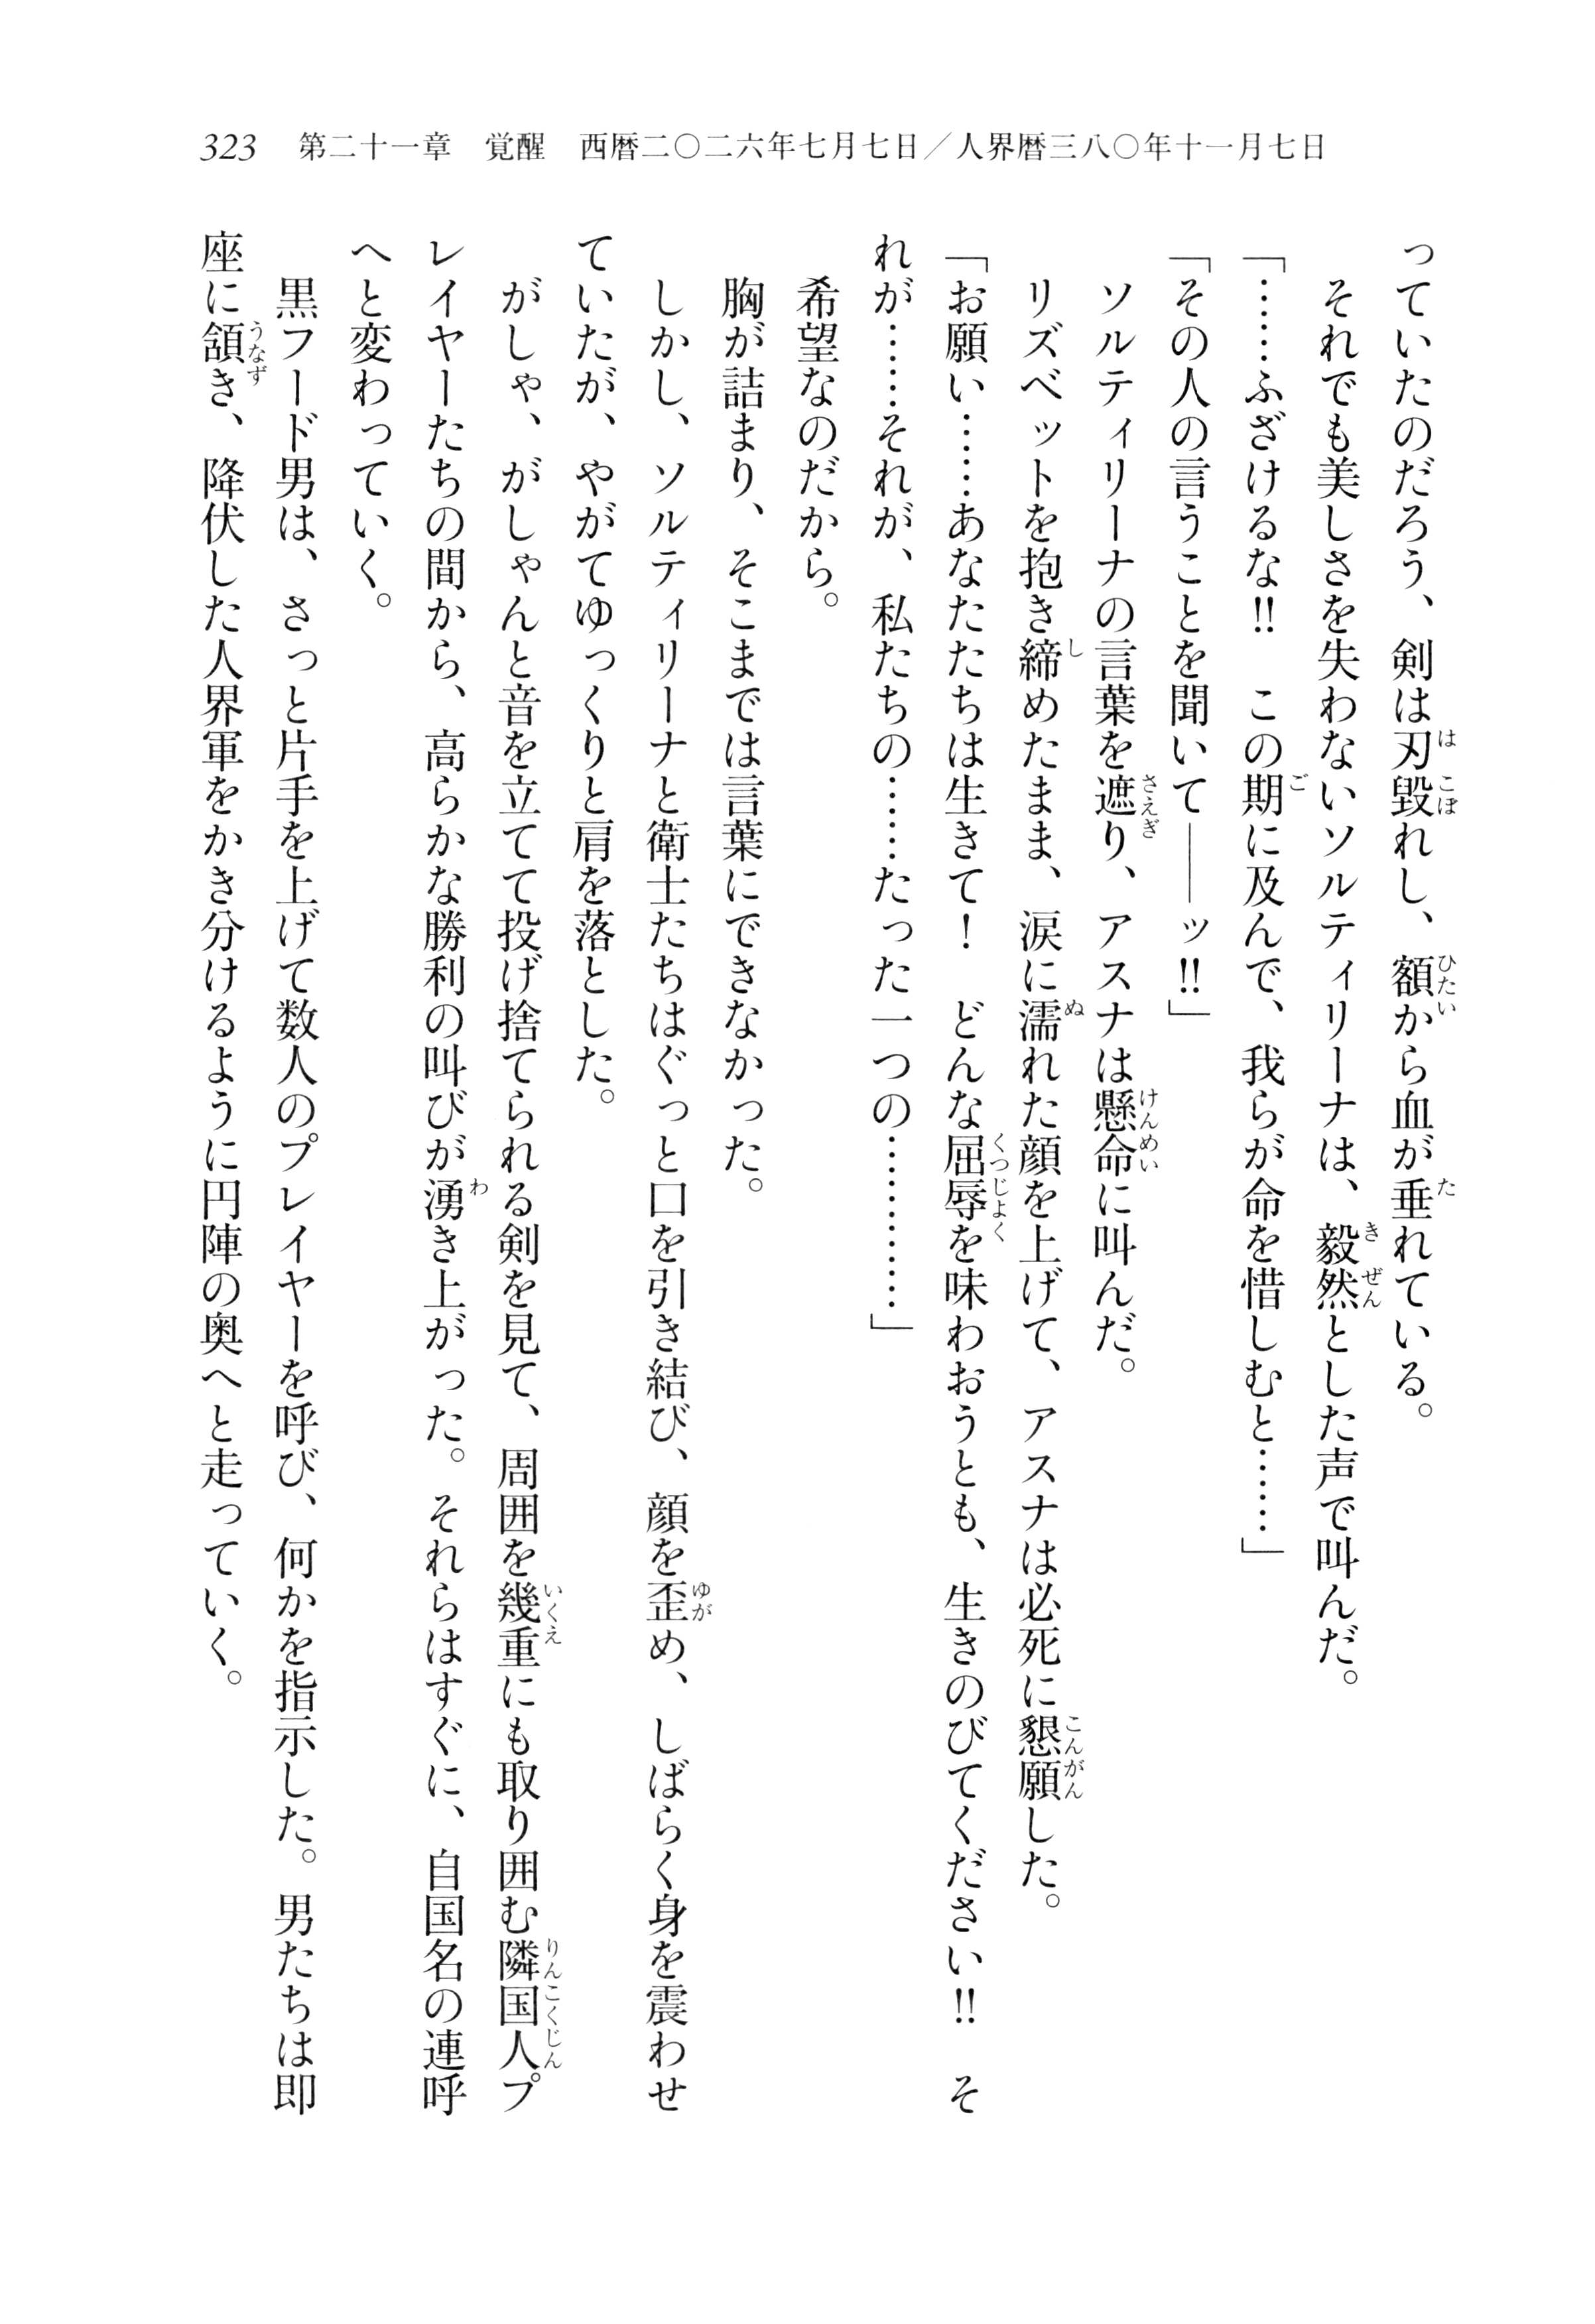 323　第二十一章　覚醒　西暦二〇二六年七月七日／人界暦三八〇年十一月七日
っていたのだろう、剣は刃毀れし、額から血が垂れている。
　それでも美しさを失わないソルティリーナは、毅然とした声で叫んだ。
「……ふざけるな‼　この期に及んで、我らが命を惜しむと……」
「その人の言うことを聞いて――ッ‼」
　ソルティリーナの言葉を遮り、アスナは懸命に叫んだ。
　リズベットを抱き締めたまま、涙に濡れた顔を上げて、アスナは必死に懇願した。
「お願い……あなたたちは生きて！　どんな屈辱を味わおうとも、生きのびてください‼　そ
れが……それが、私たちの……たった一つの…………」
　希望なのだから。
　胸が詰まり、そこまでは言葉にできなかった。
　しかし、ソルティリーナと衛士たちはぐっと口を引き結び、顔を歪め、しばらく身を震わせ
ていたが、やがてゆっくりと肩を落とした。
　がしゃ、がしゃんと音を立てて投げ捨てられる剣を見て、周囲を幾重にも取り囲む隣国人プ
レイヤーたちの間から、高らかな勝利の叫びが湧き上がった。それらはすぐに、自国名の連呼
へと変わっていく。
　黒フード男は、さっと片手を上げて数人のプレイヤーを呼び、何かを指示した。男たちは即
座に頷き、降伏した人界軍をかき分けるように円陣の奥へと走っていく。